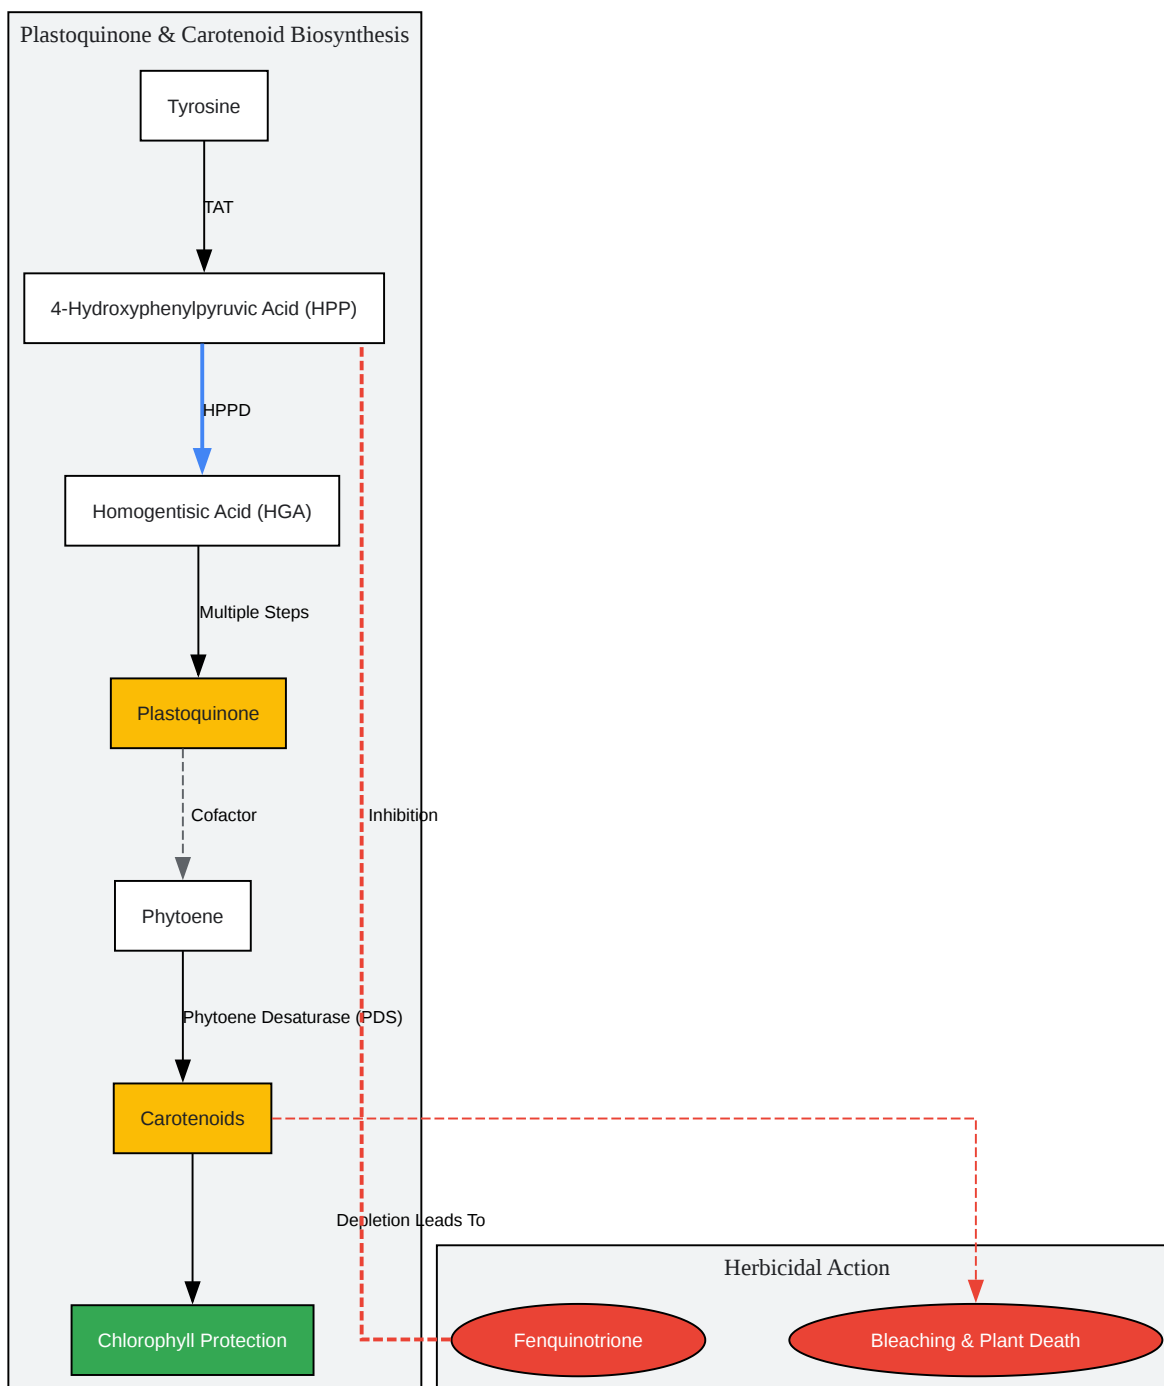 Plastoquinone & Carotenoid Biosynthesis
Tyrosine
TAT
4-Hydroxyphenylpyruvic Acid (HPP)
HPPD
Homogentisic Acid (HGA)
Multiple Steps
Plastoquinone
Cofactor
Inhibition
Phytoene
Phytoene Desaturase (PDS)
Carotenoids
Depletion Leads To
Herbicidal Action
Chlorophyll Protection
Fenquinotrione
Bleaching & Plant Death